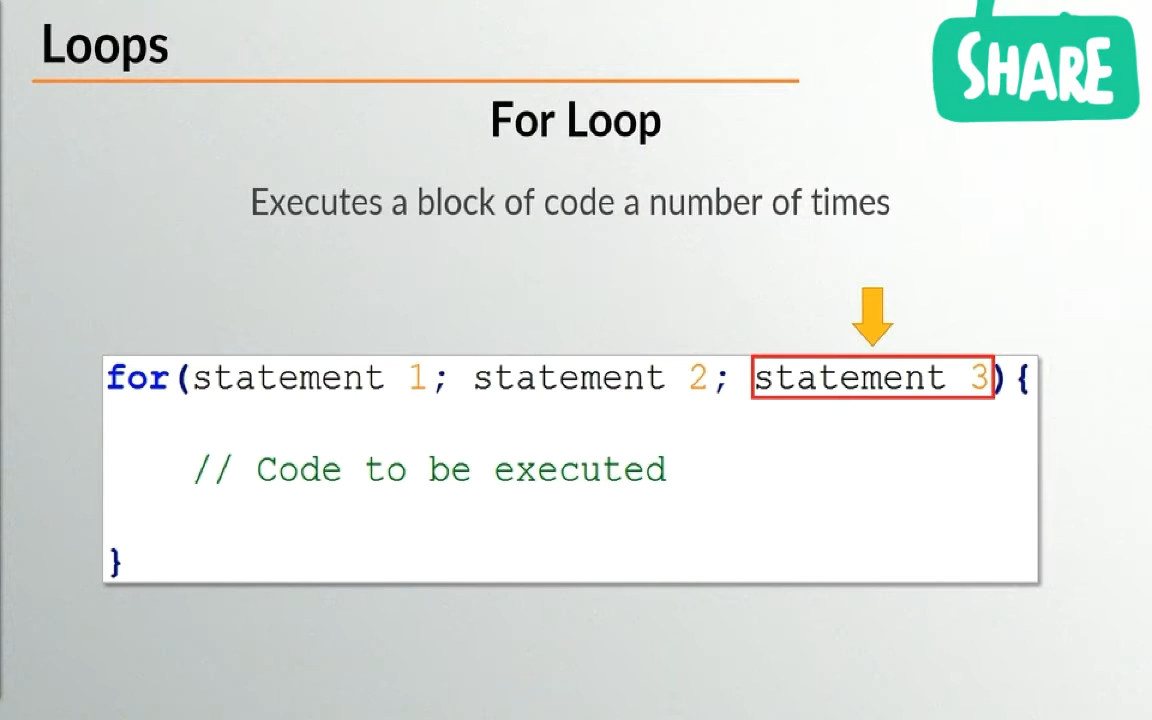 Loops
SHARE
For Loop
Executes a block of code a number of times
for(statement 1; statement 2; statement 3){
// Code to be executed
}